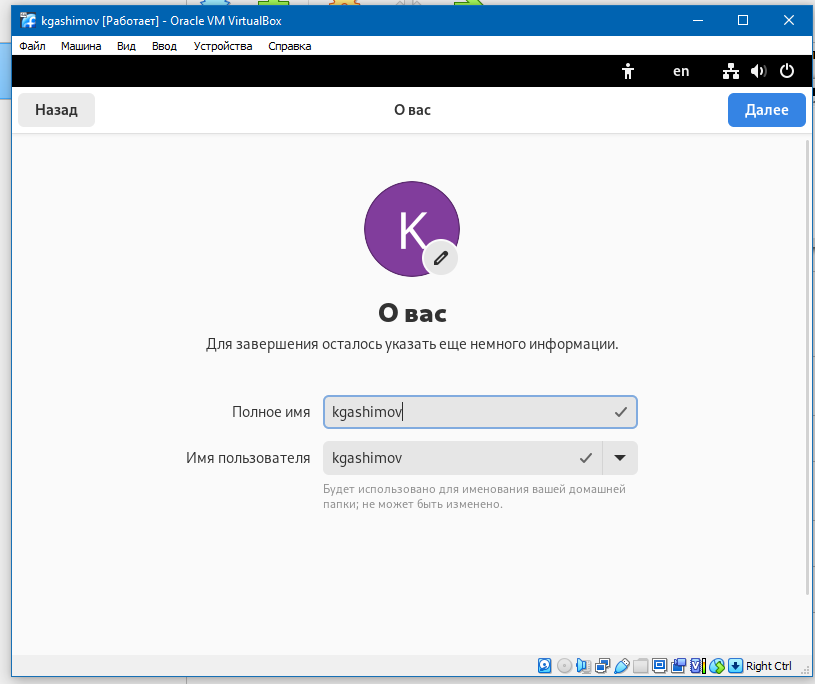 kgashimov [Работает] - Oracle VM VirtualBox
Файл Машина Вид Ввод Устройства Справка
en
Назад О вас Далее
K
О вас
Для завершения осталось указать еще немного информации.
Полное имя kgashimov
Имя пользователя kgashimov
Будет использовано для именования вашей домашней
папки; не может быть изменено.
Right Ctrl